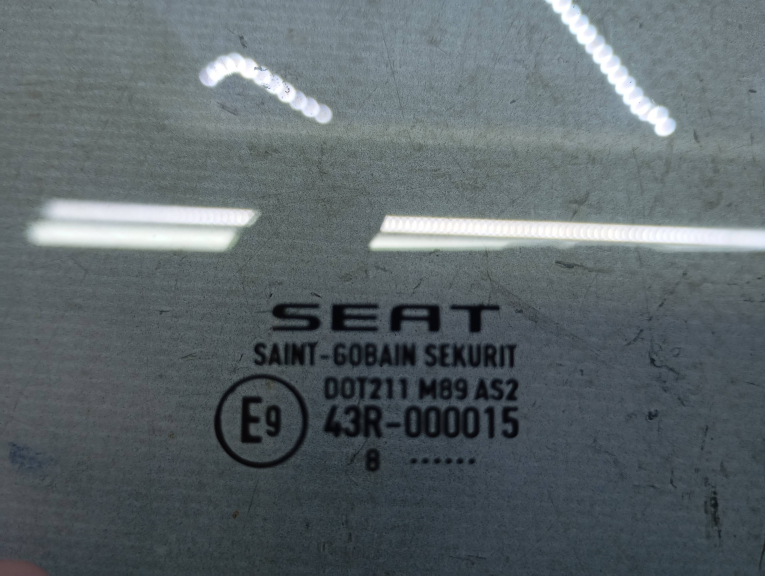 SEAT
SAINT-GOBAIN SEKURIT
DOT211 M89 AS2
E9 43R-000015
8 ······